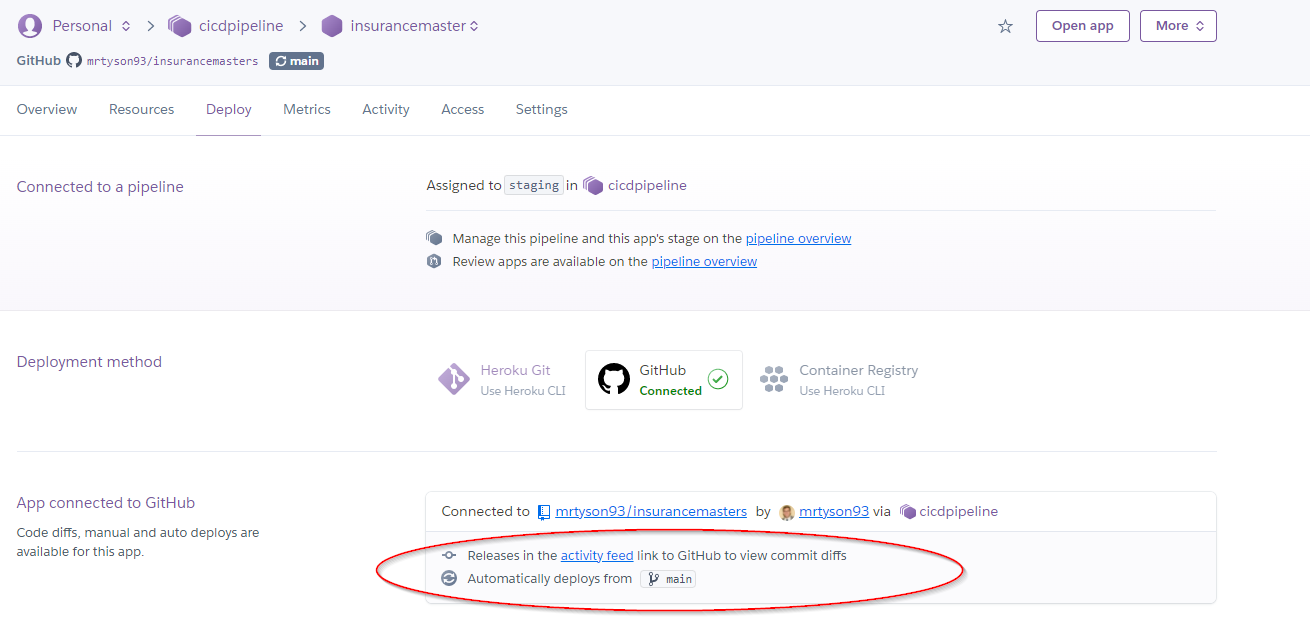 Personal > cicdpipeline > insurancemaster
Open app
More
GitHub mrtyson93/insurancemasters main
Overview Resources Deploy Metrics Activity Access Settings
Connected to a pipeline
Assigned to staging in cicdpipeline
Manage this pipeline and this app's stage on the pipeline overview
Review apps are available on the pipeline overview
Deployment method
Heroku Git
Use Heroku CLI
GitHub
Connected
Container Registry
Use Heroku CLI
App connected to GitHub
Code diffs, manual and auto deploys are
available for this app.
Connected to mrtyson93/insurancemasters by mrtyson93 via cicdpipeline
Releases in the activity feed link to GitHub to view commit diffs
Automatically deploys from main